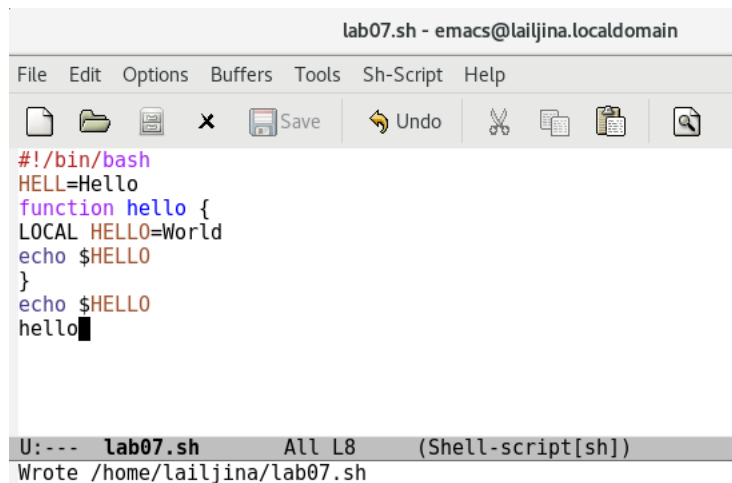 lab07.sh - emacs@lailjina.localdomain
File Edit Options Buffers Tools Sh-Script Help
Save Undo
#!/bin/bash
HELL=Hello
function hello {
LOCAL HELLO=World
echo $HELLO
}
echo $HELLO
hello
U:--- lab07.sh All L8 (Shell-script[sh])
Wrote /home/lailjina/lab07.sh